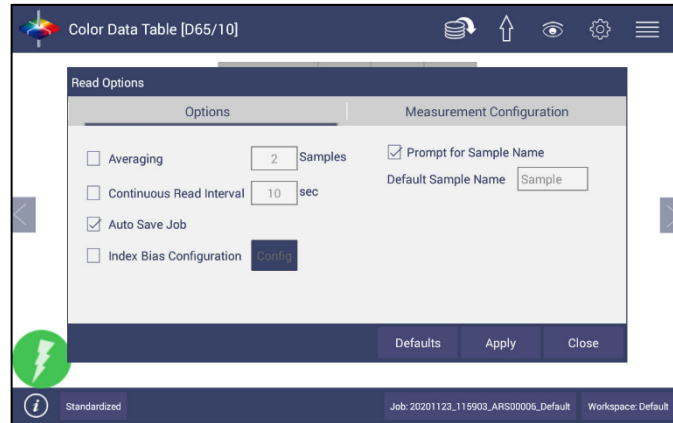 Color Data Table [D65/10]
Read Options
Options
Measurement Configuration
Averaging 2 Samples
Prompt for Sample Name
Continuous Read Interval 10 sec
Default Sample Name Sample
Auto Save Job
Index Bias Configuration Config
Defaults Apply Close
Standardized Job: 20201123_115903_ARS00006_Default Workspace: Default